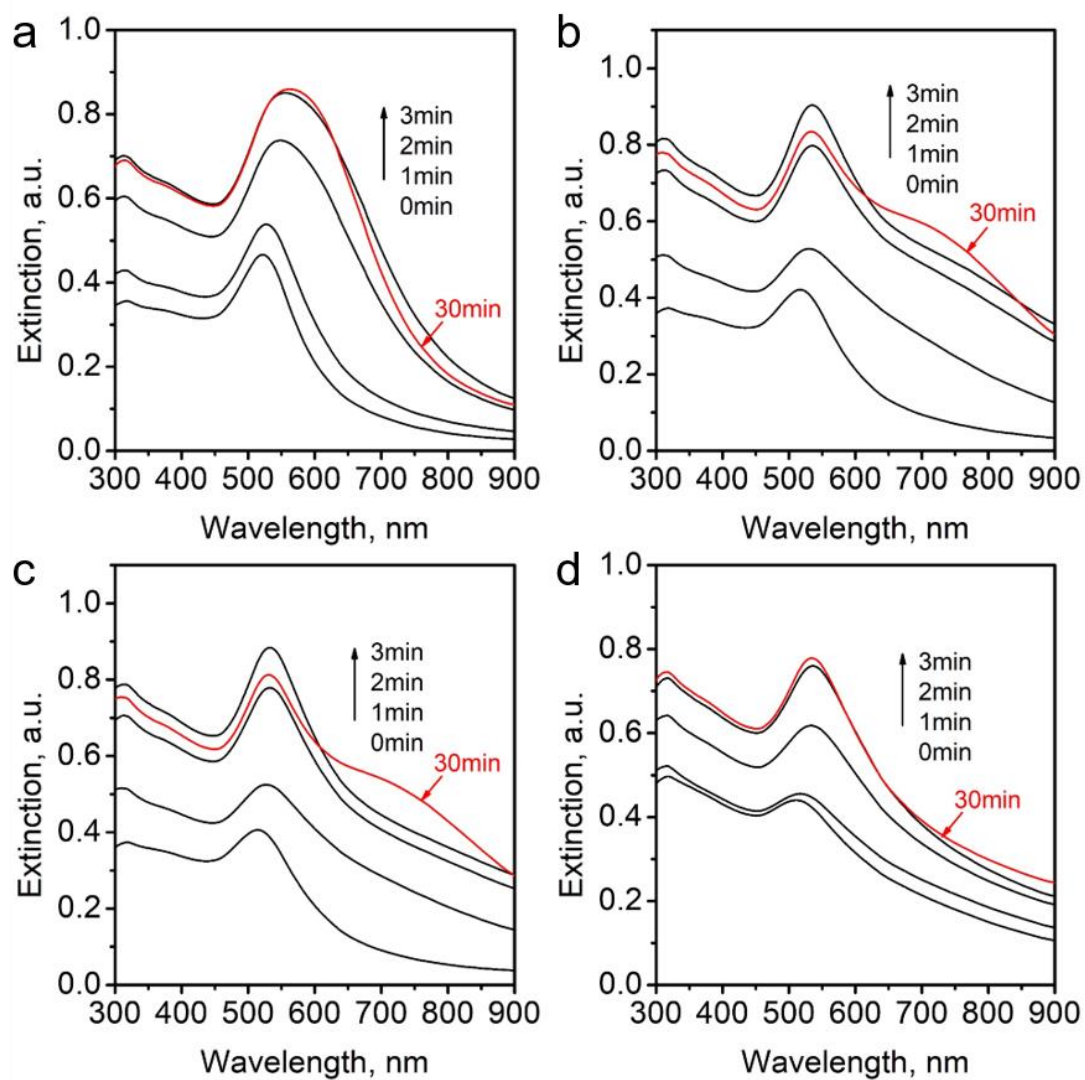 a
1.0
0.8
0.6
0.4
0.2
0.0
Extinction, a.u.
3min
2min
1min
0min
30min
300 400 500 600 700 800 900
Wavelength, nm
b
1.0
0.8
0.6
0.4
0.2
0.0
Extinction, a.u.
3min
2min
1min
0min
30min
300 400 500 600 700 800 900
Wavelength, nm
c
1.0
0.8
0.6
0.4
0.2
0.0
Extinction, a.u.
3min
2min
1min
0min
30min
300 400 500 600 700 800 900
Wavelength, nm
d
1.0
0.8
0.6
0.4
0.2
0.0
Extinction, a.u.
3min
2min
1min
0min
30min
300 400 500 600 700 800 900
Wavelength, nm